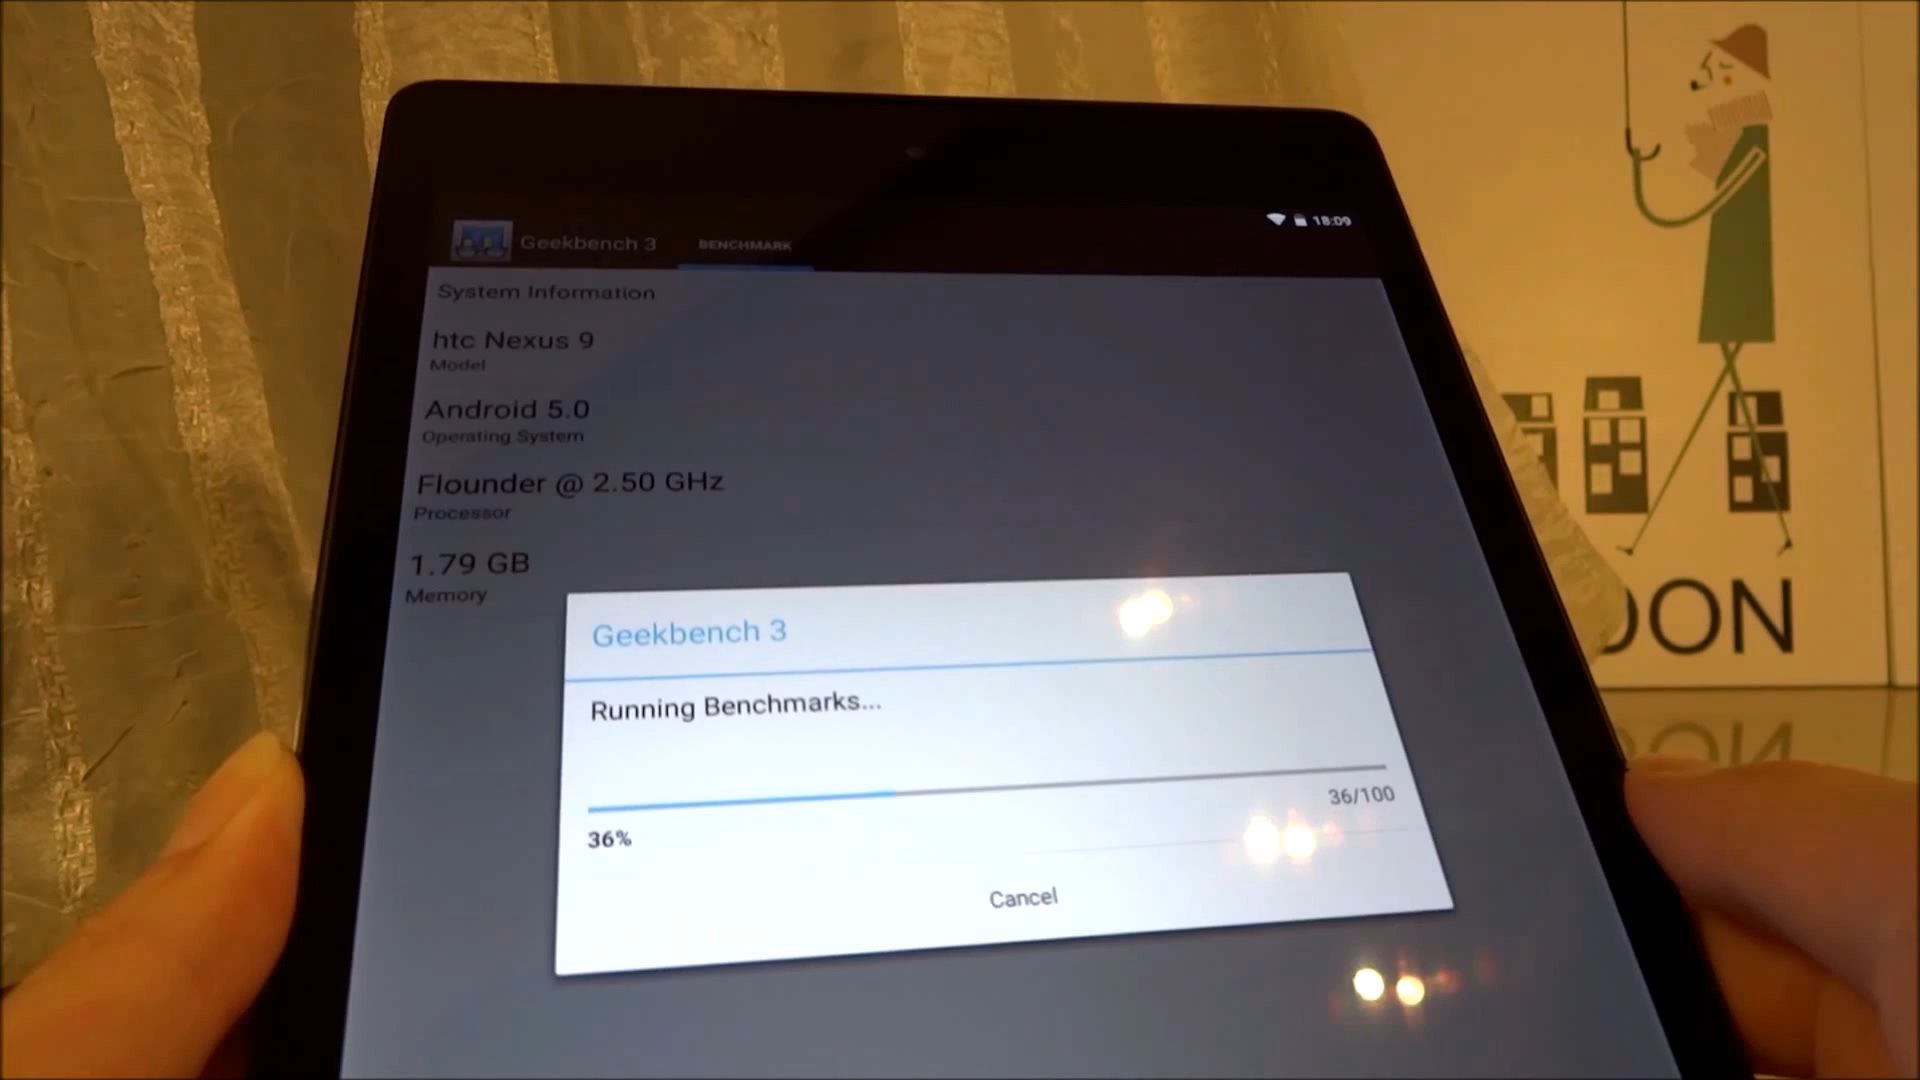 18:09
Geekbench 3
BENCHMARK
System Information
htc Nexus 9
Model
Android 5.0
Operating System
Flounder @ 2.50 GHz
Processor
1.79 GB
Memory
Geekbench 3
Running Benchmarks...
36/100
36%
Cancel
DON